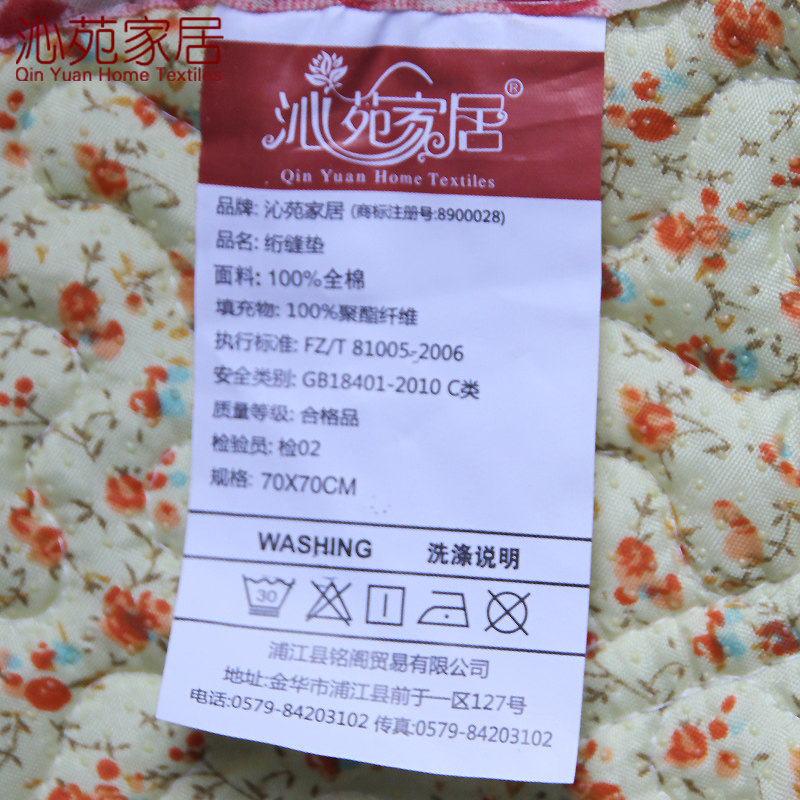 沁苑家居
Qin Yuan Home Textiles
沁苑家居®
Qin Yuan Home Textiles
品牌: 沁苑家居 (商标注册号:8900028)
品名: 绗缝垫
面料: 100%全棉
填充物: 100%聚酯纤维
执行标准: FZ/T 81005-2006
安全类别: GB18401-2010 C类
质量等级: 合格品
检验员: 检02
规格: 70X70CM
WASHING 洗涤说明
30
浦江县铭阁贸易有限公司
地址:金华市浦江县前于一区127号
电话:0579-84203102 传真:0579-84203102